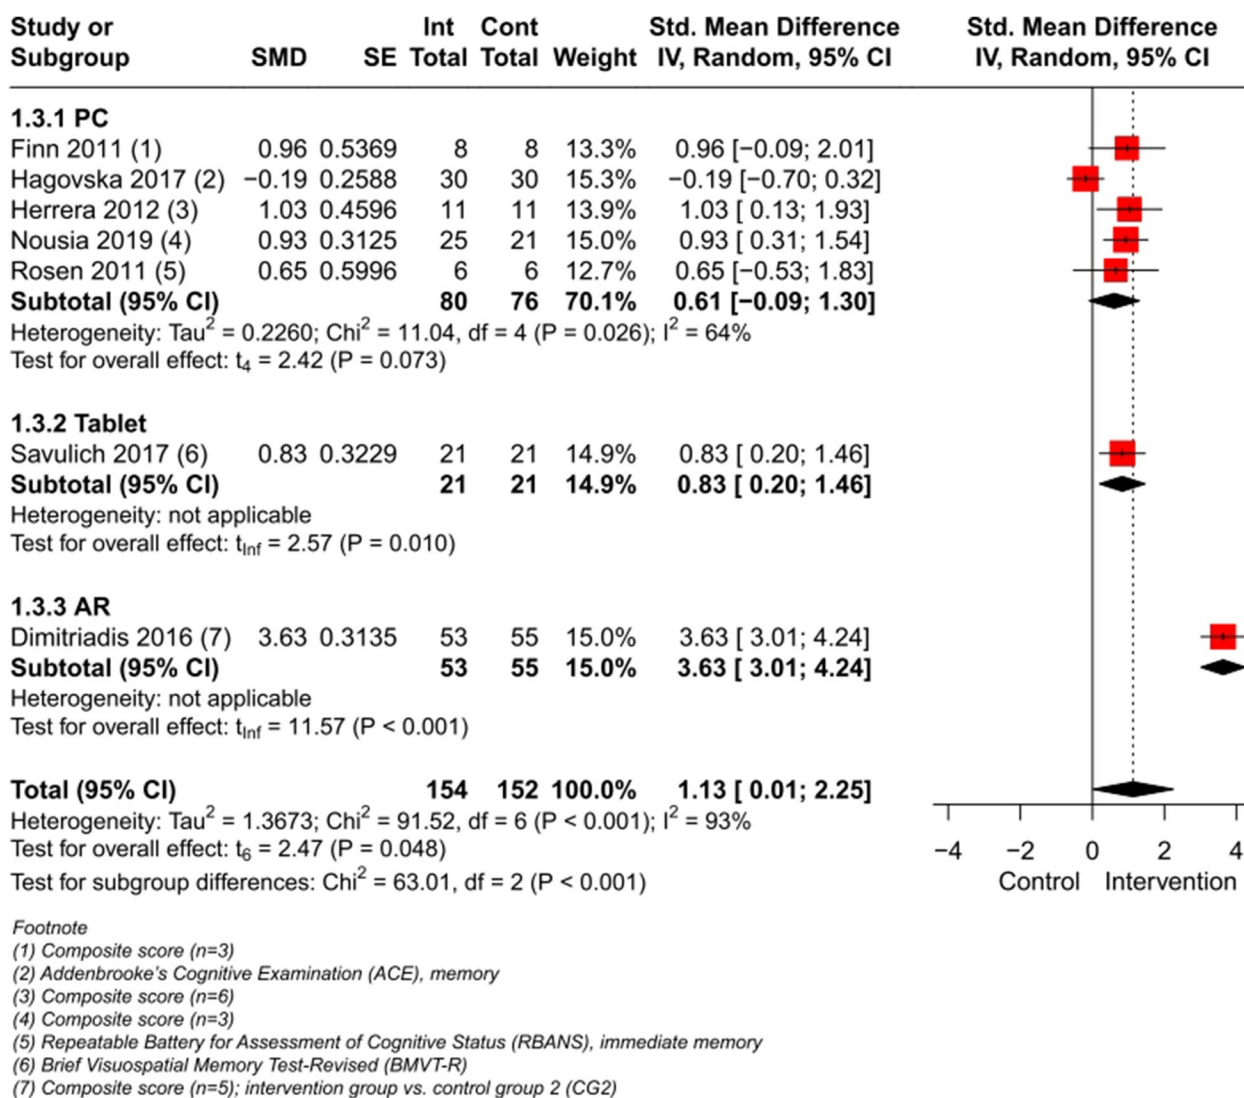 Study or Int Cont Std. Mean Difference Std. Mean Difference
Subgroup SMD SE Total Total Weight IV, Random, 95% CI IV, Random, 95% CI
1.3.1 PC
Finn 2011 (1) 0.96 0.5369 8 8 13.3% 0.96 [−0.09; 2.01]
Hagovska 2017 (2) −0.19 0.2588 30 30 15.3% −0.19 [−0.70; 0.32]
Herrera 2012 (3) 1.03 0.4596 11 11 13.9% 1.03 [ 0.13; 1.93]
Nousia 2019 (4) 0.93 0.3125 25 21 15.0% 0.93 [ 0.31; 1.54]
Rosen 2011 (5) 0.65 0.5996 6 6 12.7% 0.65 [−0.53; 1.83]
Subtotal (95% CI) 80 76 70.1% 0.61 [−0.09; 1.30]
Heterogeneity: Tau² = 0.2260; Chi² = 11.04, df = 4 (P = 0.026); I² = 64%
Test for overall effect: t₄ = 2.42 (P = 0.073)
1.3.2 Tablet
Savulich 2017 (6) 0.83 0.3229 21 21 14.9% 0.83 [ 0.20; 1.46]
Subtotal (95% CI) 21 21 14.9% 0.83 [ 0.20; 1.46]
Heterogeneity: not applicable
Test for overall effect: tInf = 2.57 (P = 0.010)
1.3.3 AR
Dimitriadis 2016 (7) 3.63 0.3135 53 55 15.0% 3.63 [ 3.01; 4.24]
Subtotal (95% CI) 53 55 15.0% 3.63 [ 3.01; 4.24]
Heterogeneity: not applicable
Test for overall effect: tInf = 11.57 (P < 0.001)
Total (95% CI) 154 152 100.0% 1.13 [ 0.01; 2.25]
Heterogeneity: Tau² = 1.3673; Chi² = 91.52, df = 6 (P < 0.001); I² = 93%
Test for overall effect: t₆ = 2.47 (P = 0.048)
Test for subgroup differences: Chi² = 63.01, df = 2 (P < 0.001)
−4 −2 0 2 4
Control Intervention
Footnote
(1) Composite score (n=3)
(2) Addenbrooke's Cognitive Examination (ACE), memory
(3) Composite score (n=6)
(4) Composite score (n=3)
(5) Repeatable Battery for Assessment of Cognitive Status (RBANS), immediate memory
(6) Brief Visuospatial Memory Test-Revised (BMVT-R)
(7) Composite score (n=5); intervention group vs. control group 2 (CG2)